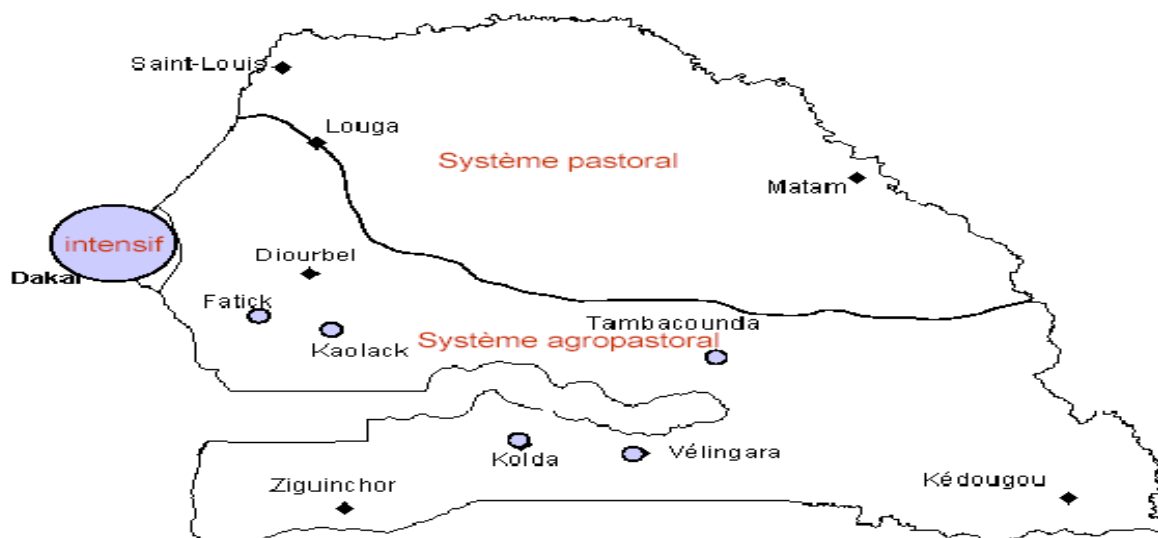 Saint-Louis
Louga
Système pastoral
Matam
intensif
Diourbel
Dakar
Fatick
Tambacounda
Kaolack
Système agropastoral
Kolda
Vélingara
Ziguinchor
Kédougou